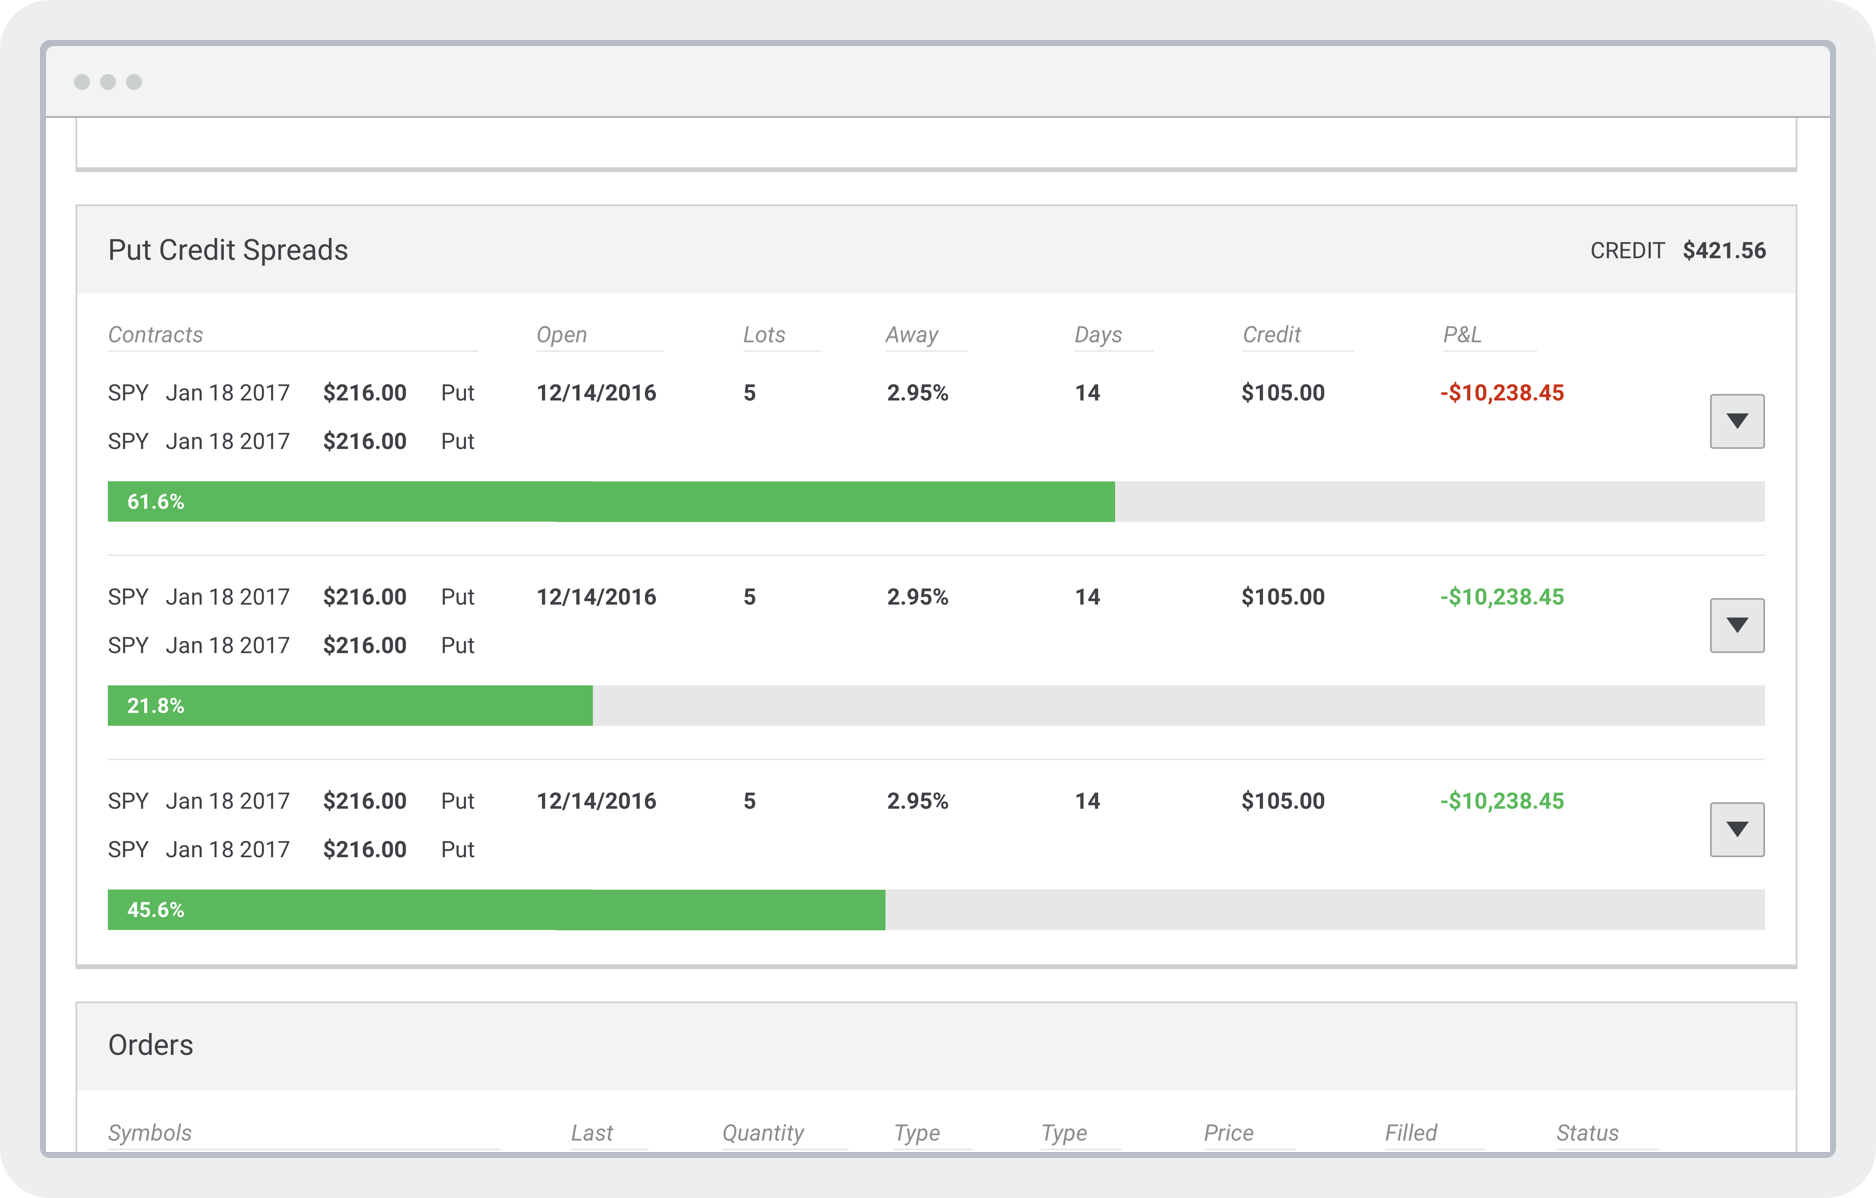 Put Credit Spreads CREDIT $421.56
Contracts Open Lots Away Days Credit P&L
SPY Jan 18 2017 $216.00 Put 12/14/2016 5 2.95% 14 $105.00 -$10,238.45
SPY Jan 18 2017 $216.00 Put
61.6%
SPY Jan 18 2017 $216.00 Put 12/14/2016 5 2.95% 14 $105.00 -$10,238.45
SPY Jan 18 2017 $216.00 Put
21.8%
SPY Jan 18 2017 $216.00 Put 12/14/2016 5 2.95% 14 $105.00 -$10,238.45
SPY Jan 18 2017 $216.00 Put
45.6%
Orders
Symbols Last Quantity Type Type Price Filled Status